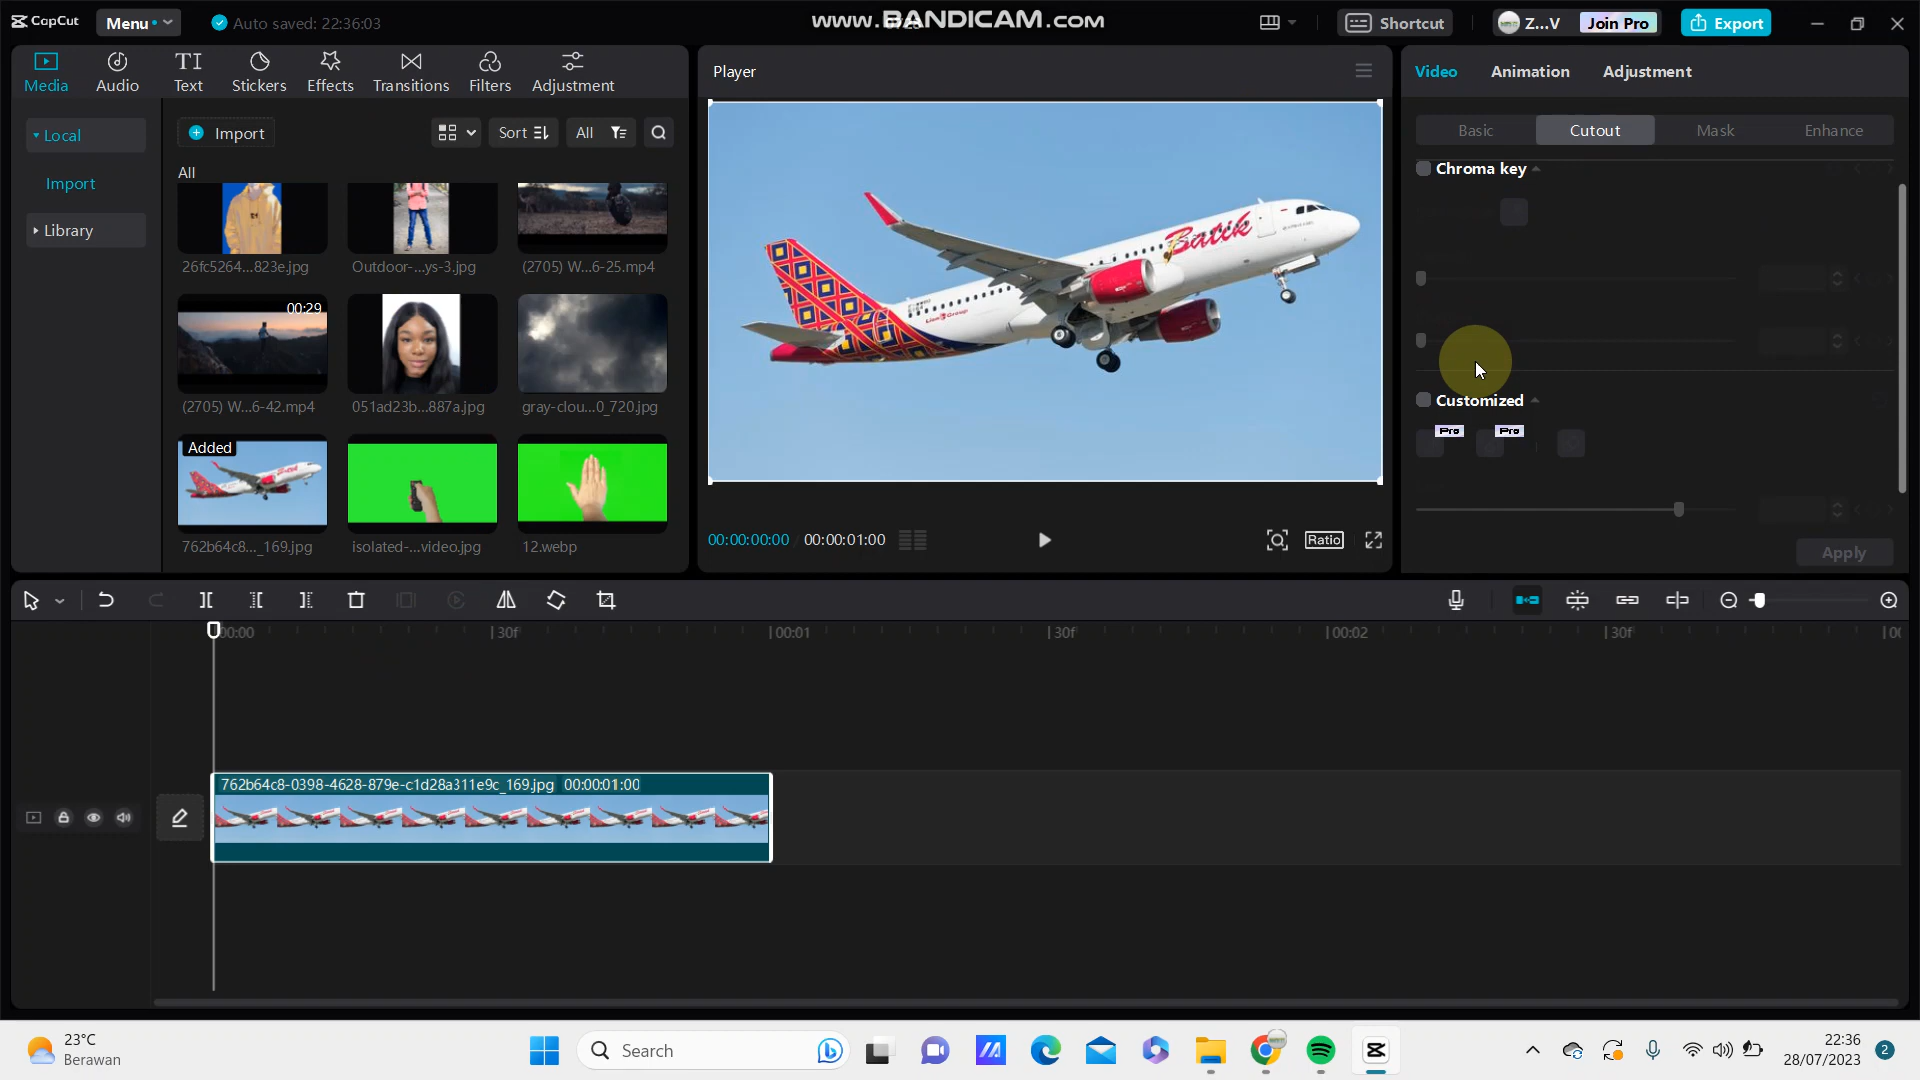 CapCut
Menu
Auto saved: 22:36:03
www.BANDICAM.com
Shortcut
Z...V
Join Pro
Export
Media
Audio
Text
Stickers
Effects
Transitions
Filters
Adjustment
Player
Video
Animation
Adjustment
Local
Import
Library
Import
Sort
All
All
26fc5264...823e.jpg
Outdoor-...ys-3.jpg
(2705) W...6-25.mp4
00:29
(2705) W...6-42.mp4
051ad23b...887a.jpg
gray-clou...0_720.jpg
Added
762b64c8..._169.jpg
isolated-...video.jpg
12.webp
Batik
Lion Group
00:00:00:00
00:00:01:00
Ratio
Basic
Cutout
Mask
Enhance
Chroma key
Customized
Pro
Pro
Apply
00:00
30f
00:01
30f
00:02
30f
762b64c8-0398-4628-879e-c1d28a311e9c_169.jpg 00:00:01:00
23°C
Berawan
Search
22:36
28/07/2023
2